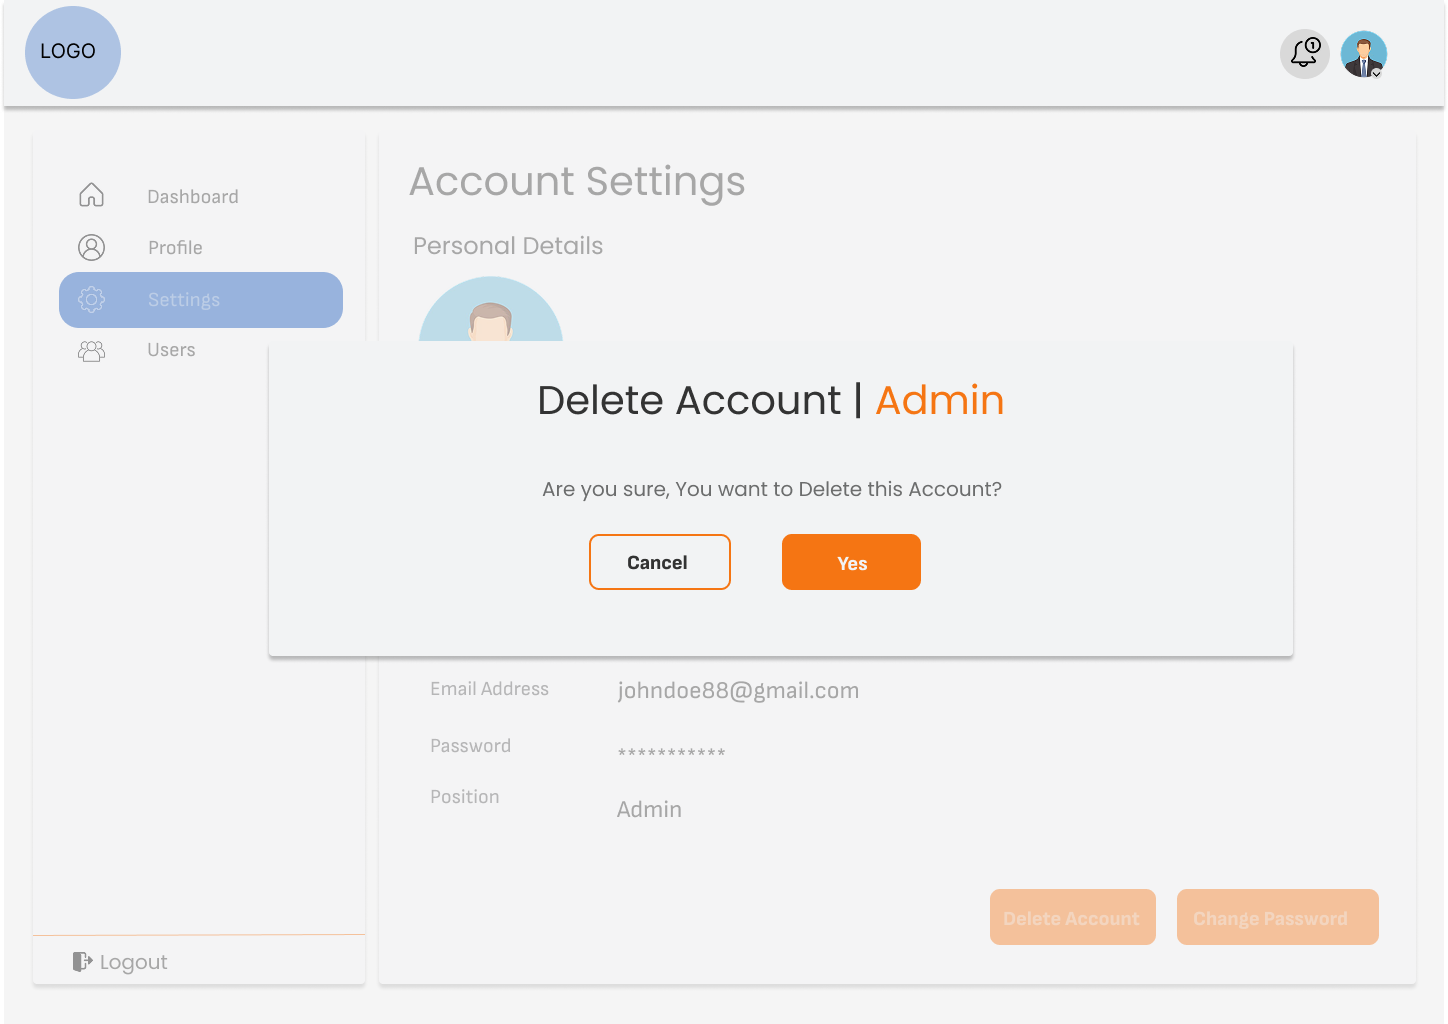 LOGO
1
Dashboard
Profile
Settings
Users
Logout
Account Settings
Personal Details
Delete Account | Admin
Are you sure, You want to Delete this Account?
Cancel
Yes
Email Address
johndoe88@gmail.com
Password
***********
Position
Admin
Delete Account
Change Password